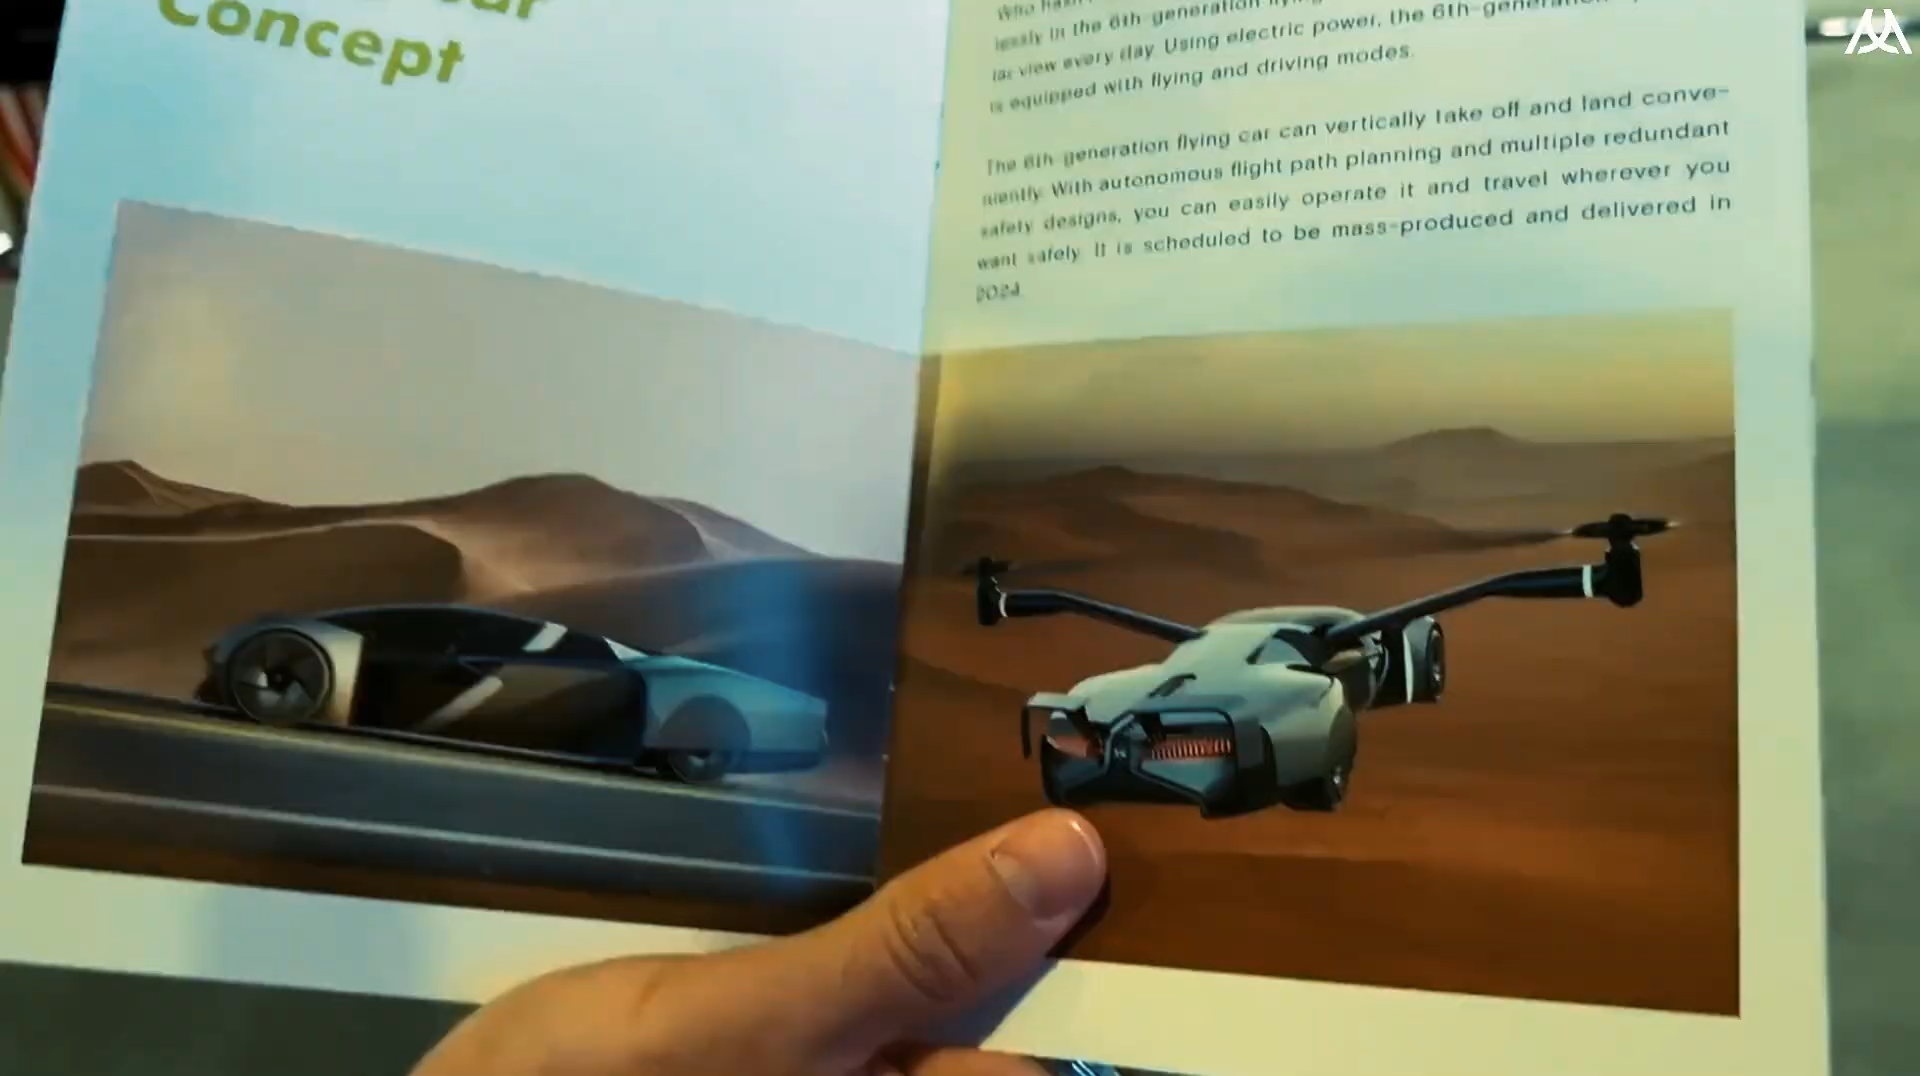 Concept
in the 6th-generation
view every day. Using electric power, the 6th-generation
is equipped with flying and driving modes.
The 6th-generation flying car can vertically take off and land conve-
niently. With autonomous flight path planning and multiple redundant
safety designs, you can easily operate it and travel wherever you
want safely. It is scheduled to be mass-produced and delivered in
2024.